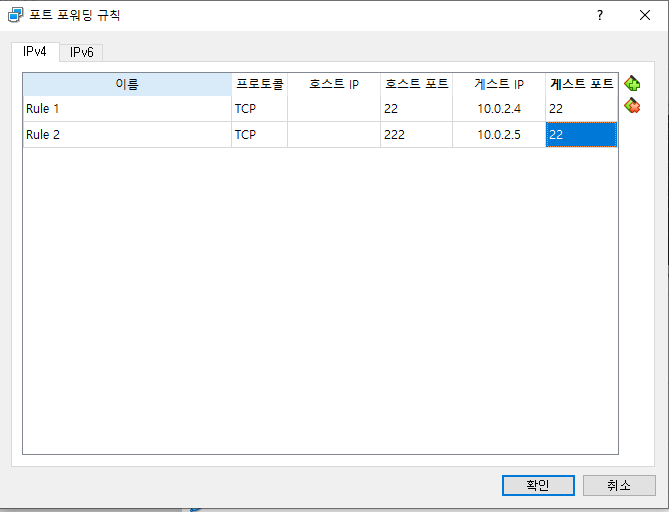 포트 포워딩 규칙
?
IPv4 IPv6
이름 프로토콜 호스트 IP 호스트 포트 게스트 IP 게스트 포트
Rule 1 TCP 22 10.0.2.4 22
Rule 2 TCP 222 10.0.2.5 22
확인 취소